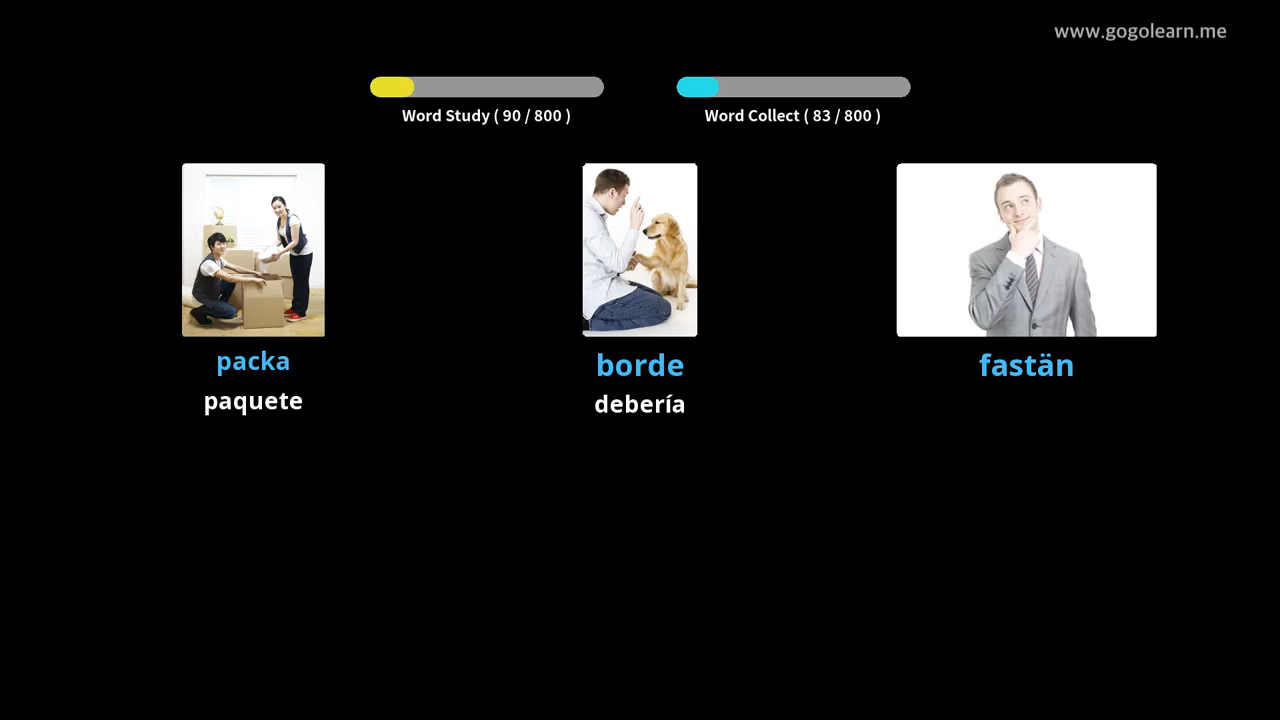 www.gogolearn.me
Word Study ( 90 / 800 )
Word Collect ( 83 / 800 )
packa
borde
fastän
paquete
debería